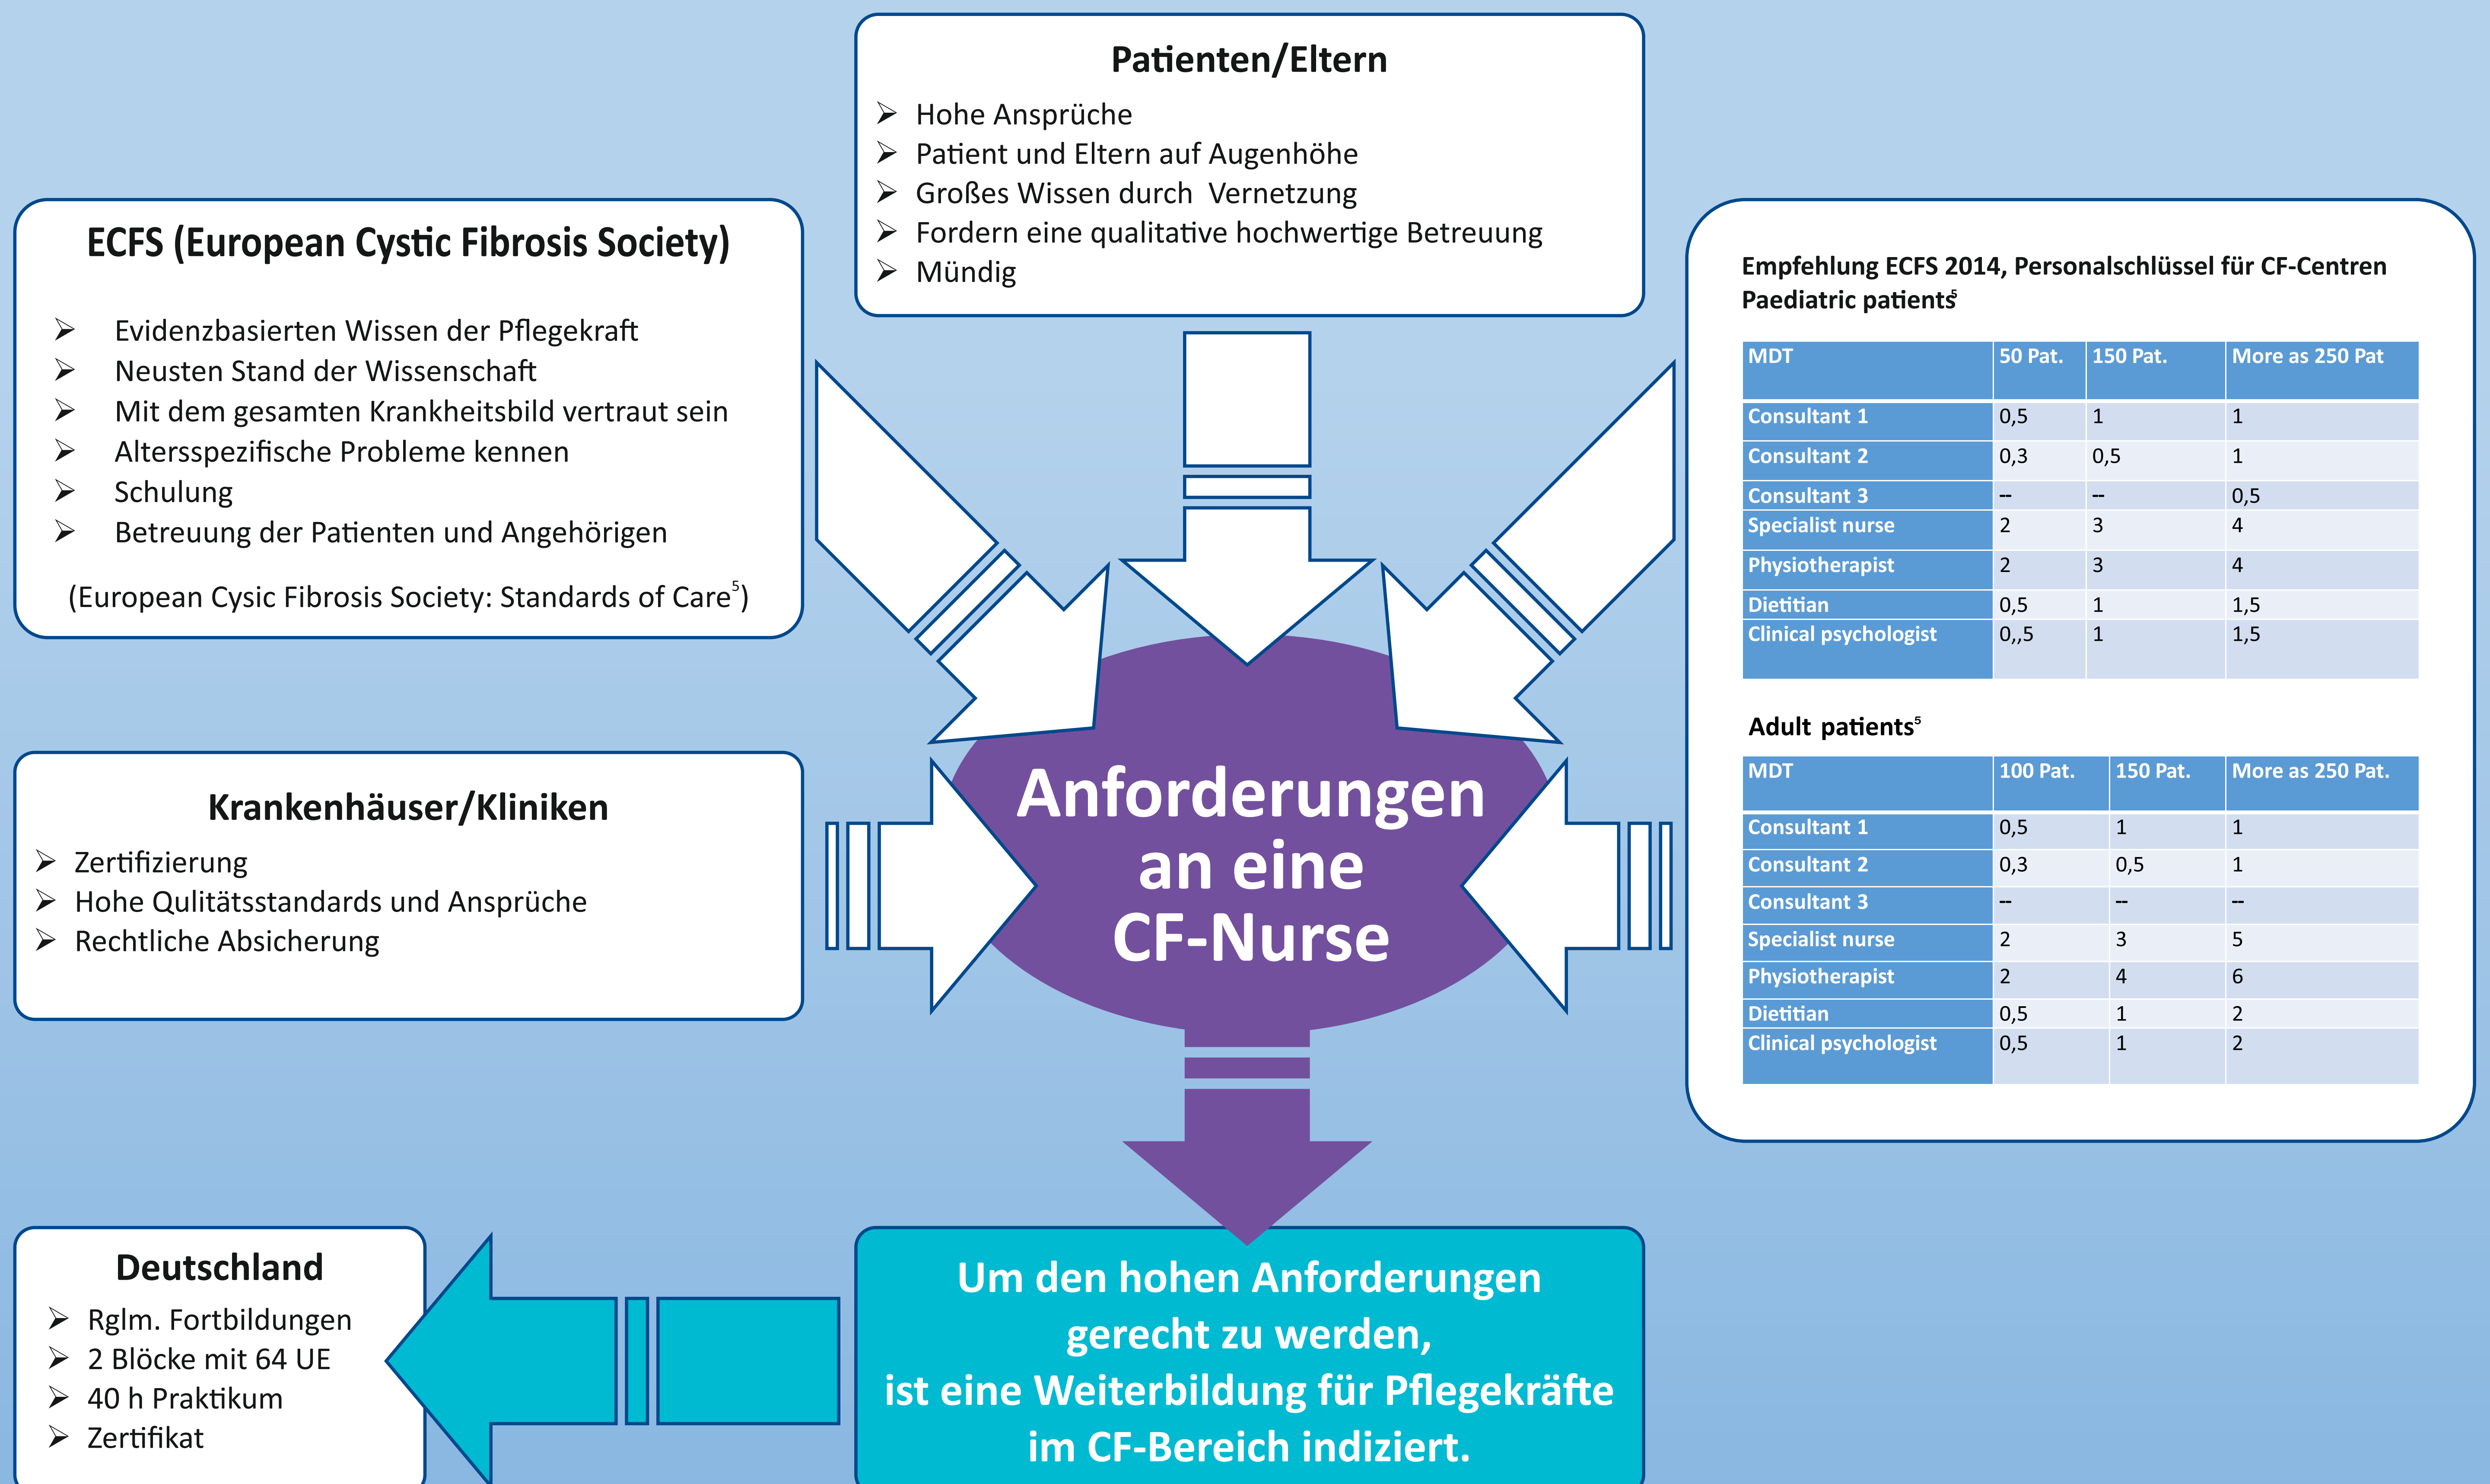 Patienten/Eltern
➢ Hohe Ansprüche
➢ Patient und Eltern auf Augenhöhe
➢ Großes Wissen durch Vernetzung
➢ Fordern eine qualitative hochwertige Betreuung
➢ Mündig
ECFS (European Cystic Fibrosis Society)
➢ Evidenzbasierten Wissen der Pflegekraft
➢ Neusten Stand der Wissenschaft
➢ Mit dem gesamten Krankheitsbild vertraut sein
➢ Altersspezifische Probleme kennen
➢ Schulung
➢ Betreuung der Patienten und Angehörigen
(European Cysic Fibrosis Society: Standards of Care⁵)
Krankenhäuser/Kliniken
➢ Zertifizierung
➢ Hohe Qulitätsstandards und Ansprüche
➢ Rechtliche Absicherung
Empfehlung ECFS 2014, Personalschlüssel für CF-Centren
Paediatric patients⁵
MDT 50 Pat. 150 Pat. More as 250 Pat
Consultant 1 0,5 1 1
Consultant 2 0,3 0,5 1
Consultant 3 -- -- 0,5
Specialist nurse 2 3 4
Physiotherapist 2 3 4
Dietitian 0,5 1 1,5
Clinical psychologist 0,,5 1 1,5
Adult patients⁵
MDT 100 Pat. 150 Pat. More as 250 Pat.
Consultant 1 0,5 1 1
Consultant 2 0,3 0,5 1
Consultant 3 -- -- --
Specialist nurse 2 3 5
Physiotherapist 2 4 6
Dietitian 0,5 1 2
Clinical psychologist 0,5 1 2
Anforderungen
an eine
CF-Nurse
Um den hohen Anforderungen
gerecht zu werden,
ist eine Weiterbildung für Pflegekräfte
im CF-Bereich indiziert.
Deutschland
➢ Rglm. Fortbildungen
➢ 2 Blöcke mit 64 UE
➢ 40 h Praktikum
➢ Zertifikat